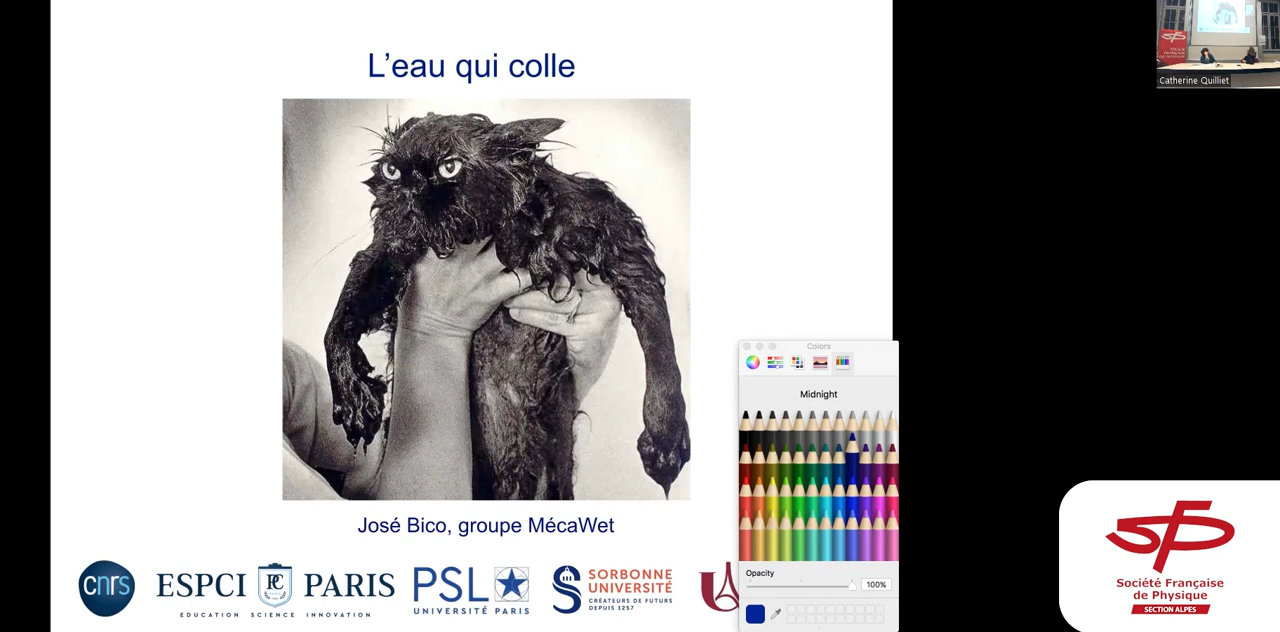 L'eau qui colle
José Bico, groupe MécaWet
cnrs
ESPCI PARIS
EDUCATION SCIENCE INNOVATION
PSL
UNIVERSITÉ PARIS
SORBONNE
UNIVERSITÉ
CRÉATEURS DE FUTURS
DEPUIS 1257
Colors
Midnight
Opacity
100%
Catherine Quilliet
sfp
Société Française
de Physique
SECTION ALPES